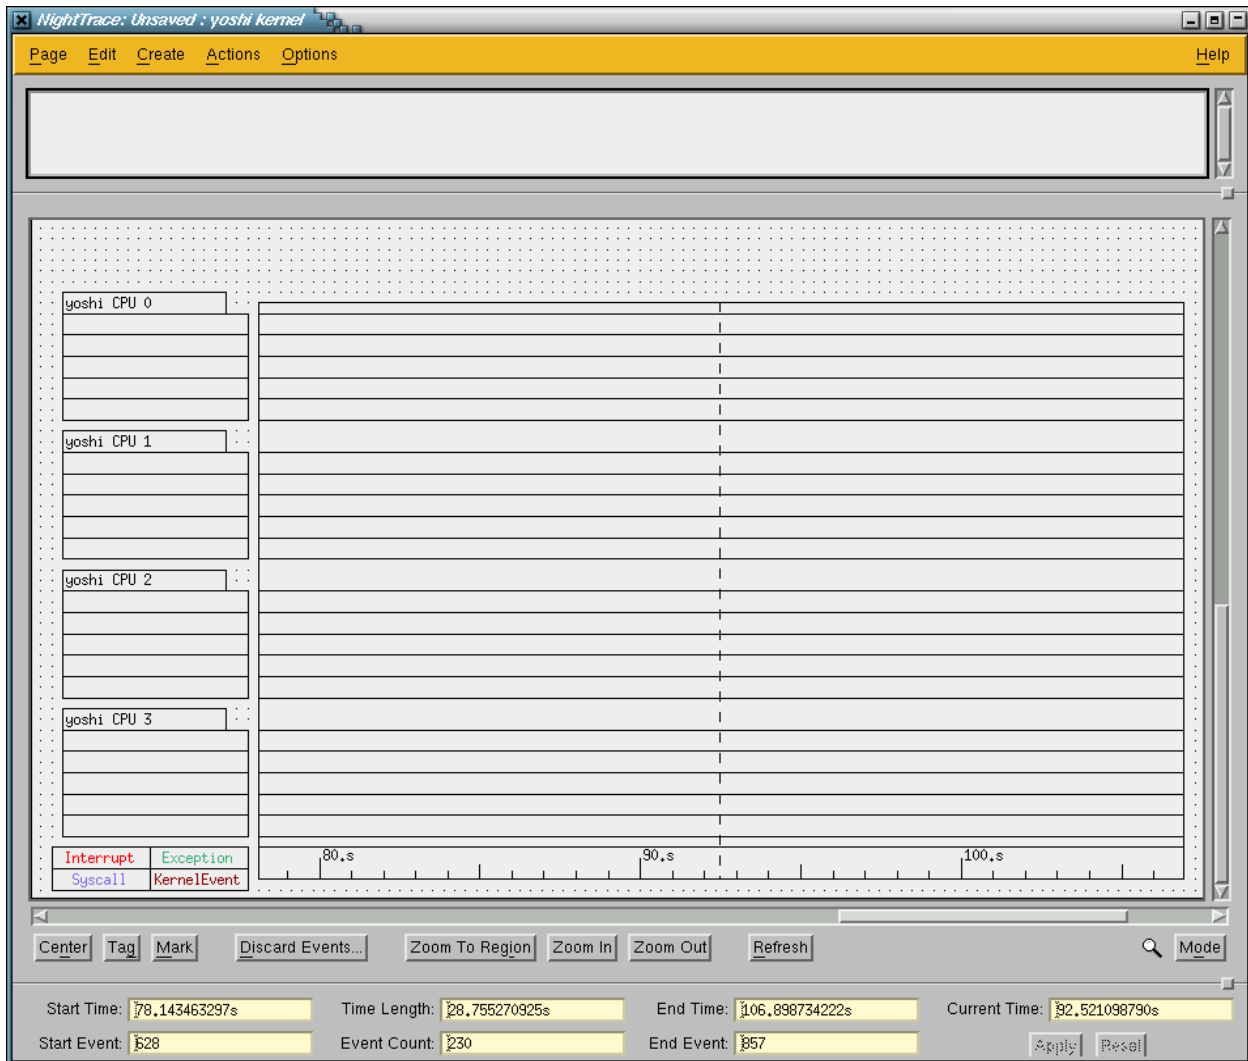 NightTrace: Unsaved : yoshi kernel
Page Edit Create Actions Options Help
yoshi CPU 0
yoshi CPU 1
yoshi CPU 2
yoshi CPU 3
Interrupt Exception 80.s 90.s 100.s
Syscall KernelEvent
Center Tag Mark Discard Events... Zoom To Region Zoom In Zoom Out Refresh Mode
Start Time: 78.143463297s Time Length: 28.755270925s End Time: 106.898734222s Current Time: 92.521098790s
Start Event: 628 Event Count: 230 End Event: 857 Apply Reset